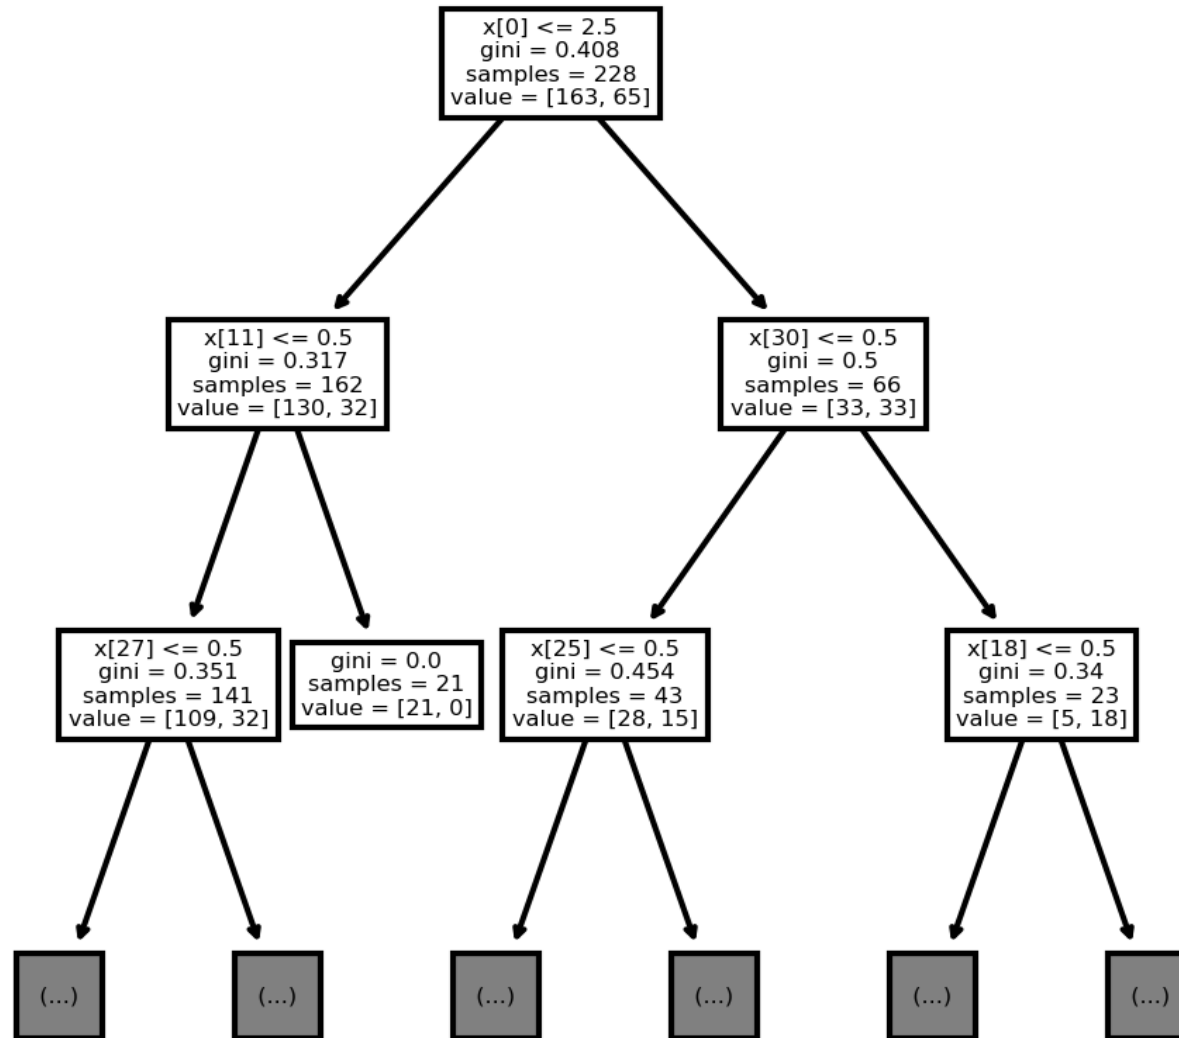 x[0] <= 2.5
gini = 0.408
samples = 228
value = [163, 65]
x[11] <= 0.5
gini = 0.317
samples = 162
value = [130, 32]
x[30] <= 0.5
gini = 0.5
samples = 66
value = [33, 33]
x[27] <= 0.5
gini = 0.351
samples = 141
value = [109, 32]
gini = 0.0
samples = 21
value = [21, 0]
x[25] <= 0.5
gini = 0.454
samples = 43
value = [28, 15]
x[18] <= 0.5
gini = 0.34
samples = 23
value = [5, 18]
(...)
(...)
(...)
(...)
(...)
(...)